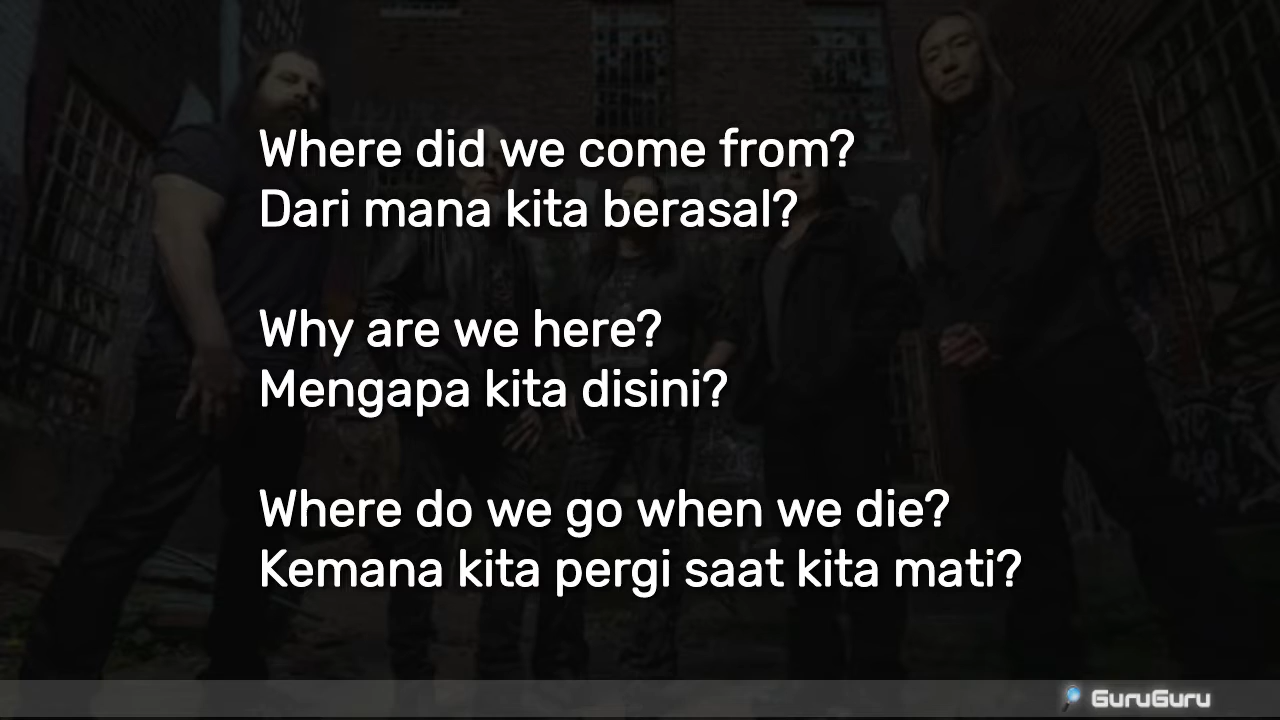 Where did we come from?
Dari mana kita berasal?
Why are we here?
Mengapa kita disini?
Where do we go when we die?
Kemana kita pergi saat kita mati?
GuruGuru